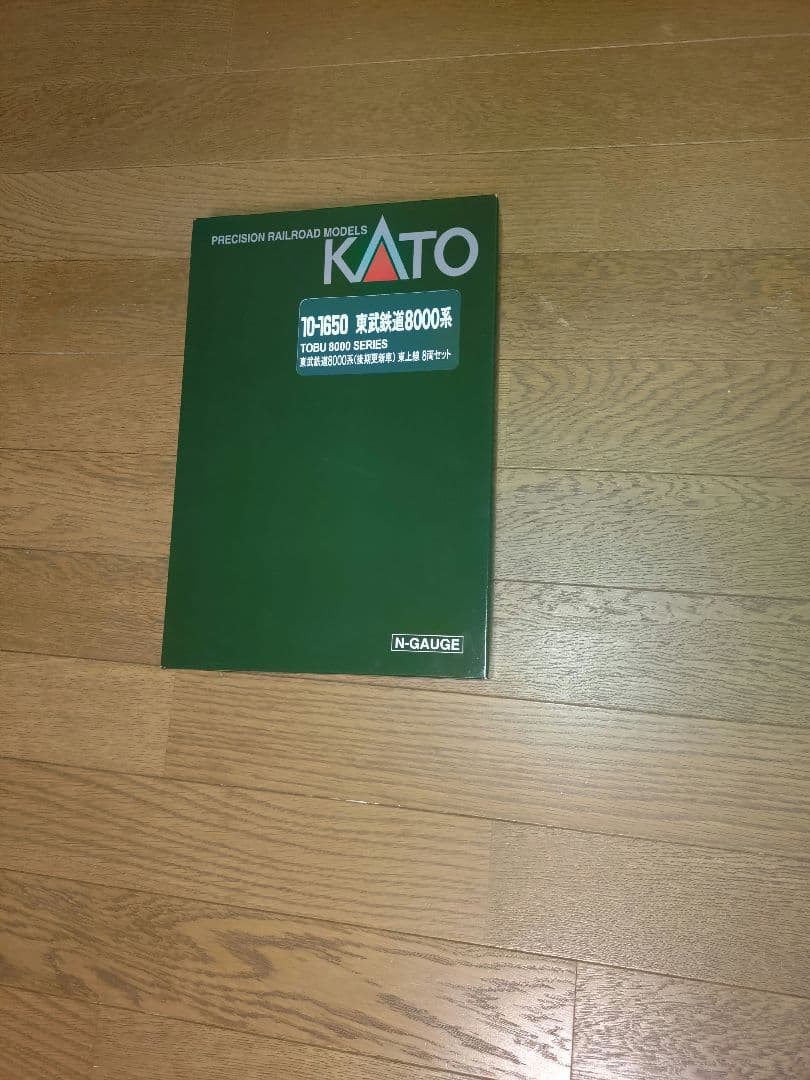 PRECISION RAILROAD MODELS
KATO
10-1650 東武鉄道8000系
TOBU 8000 SERIES
東武鉄道8000系(後期更新車) 東上線 8両セット
N-GAUGE